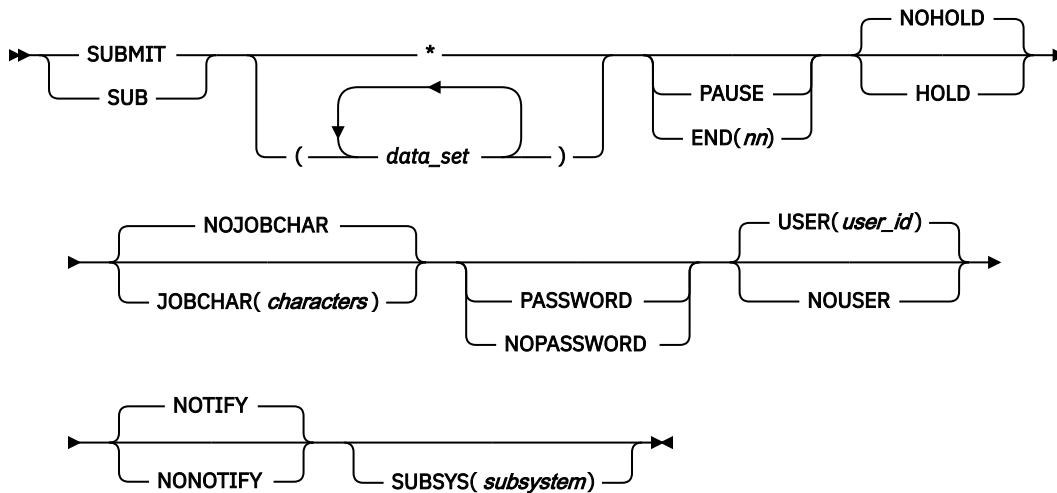 NOHOLD
SUBMIT * 
SUB PAUSE HOLD
END(nn)
( data_set )
NOJOBCHAR USER(user_id)
JOBCHAR(characters) PASSWORD NOUSER
NOPASSWORD
NOTIFY
NONOTIFY SUBSYS(subsystem)